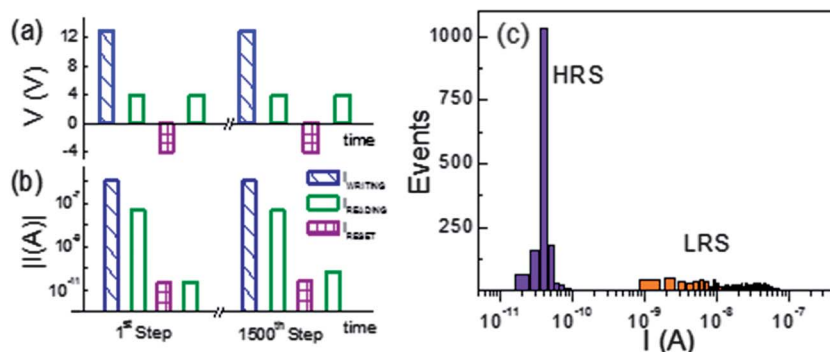 (a)
V (V)
12
8
4
0
-4
time
(b)
|I(A)|
10⁻⁷
10⁻⁹
10⁻¹¹
I_WRITING
I_READING
I_RESET
1ˢᵗ Step
1500ᵗʰ Step
time
(c)
Events
1000
750
500
250
HRS
LRS
10⁻¹¹ 10⁻¹⁰ 10⁻⁹ 10⁻⁸ 10⁻⁷
I (A)